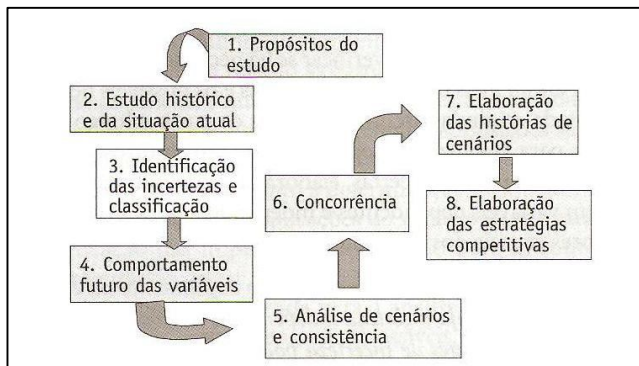 1. Propósitos do
estudo
2. Estudo histórico
e da situação atual
3. Identificação
das incertezas e
classificação
4. Comportamento
futuro das variáveis
5. Análise de cenários
e consistência
6. Concorrência
7. Elaboração
das histórias de
cenários
8. Elaboração
das estratégias
competitivas